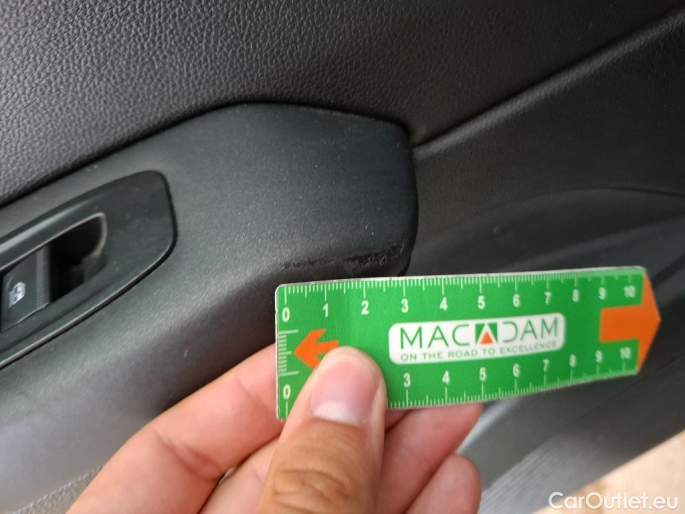 0 1 2 3 4 5 6 7 8 9 10
MACADAM
ON THE ROAD TO EXCELLENCE
0 3 4 5 6 7 8 9 10
CarOutlet.eu